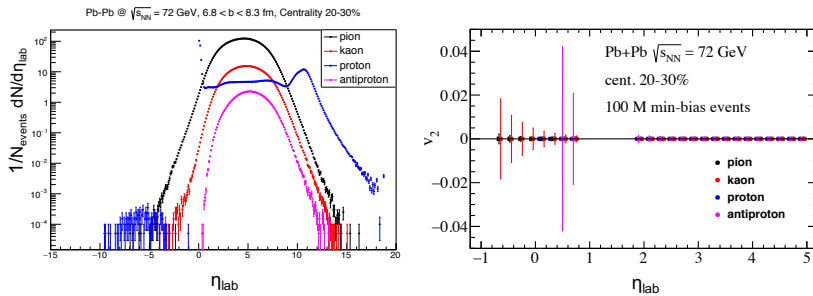 Pb-Pb @ √s_NN = 72 GeV, 6.8 < b < 8.3 fm, Centrality 20-30%
1/N_events dN/dη_lab
10²
10
1
10⁻¹
10⁻²
10⁻³
10⁻⁴
pion
kaon
proton
antiproton
−15 −10 −5 0 5 10 15 20
η_lab
v₂
0.04
0.02
0
−0.02
−0.04
Pb+Pb √s_NN = 72 GeV
cent. 20-30%
100 M min-bias events
pion
kaon
proton
antiproton
−1 0 1 2 3 4 5
η_lab